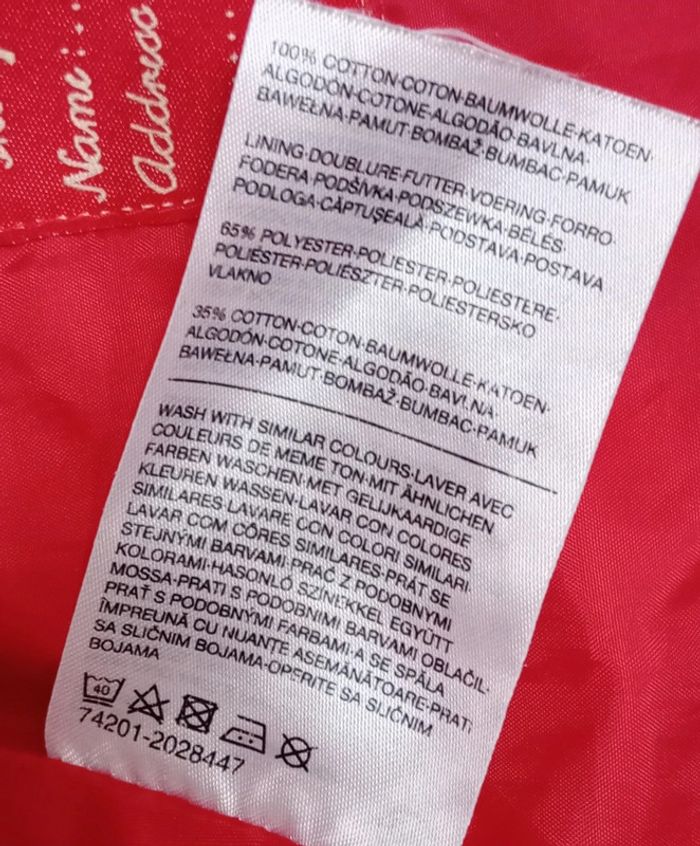 Name:..
Address
100% COTTON·COTON·BAUMWOLLE·KATOEN·
ALGODÓN·COTONE·ALGODÃO·BAVLNA·
BAWEŁNA·PAMUT·BOMBAŽ·BUMBAC·PAMUK
LINING·DOUBLURE·FUTTER·VOERING·FORRO·
FODERA·PODŠÍVKA·PODSZEWKA·BÉLÉS·
PODLOGA·CĂPTUŞEALĂ·PODSTAVA·POSTAVA
65% POLYESTER·POLIESTER·POLIESTERE·
POLIESTER·POLIÉSZTER·POLIESTERSKO
VLAKNO
35% COTTON·COTON·BAUMWOLLE·KATOEN·
ALGODÓN·COTONE·ALGODÃO·BAVLNA·
BAWEŁNA·PAMUT·BOMBAŽ·BUMBAC·PAMUK
WASH WITH SIMILAR COLOURS·LAVER AVEC
COULEURS DE MEME TON·MIT ÄHNLICHEN
FARBEN WASCHEN·MET GELIJKAARDIGE
KLEUREN WASSEN·LAVAR CON COLORES
SIMILARES LAVARE CON COLORI SIMILARI·
LAVAR COM CÔRES SIMILARES·PRÁT SE
STEJNÝMI BARVAMI·PRAĆ Z PODOBNYMI
KOLORAMI·HASONLÓ SZÍNEKKEL EGYÜTT
MOSSA·PRATI S PODOBNIMI BARVAMI OBLAČIL·
PRAŤ S PODOBNÝMI FARBAMI·A SE SPĂLA
ÎMPREUNĂ CU NUANŢE ASEMĂNĂTOARE·PRATI
SA SLIČNIM BOJAMA·OPERITE SA SLIČNIM
BOJAMA
40
74201-2028447